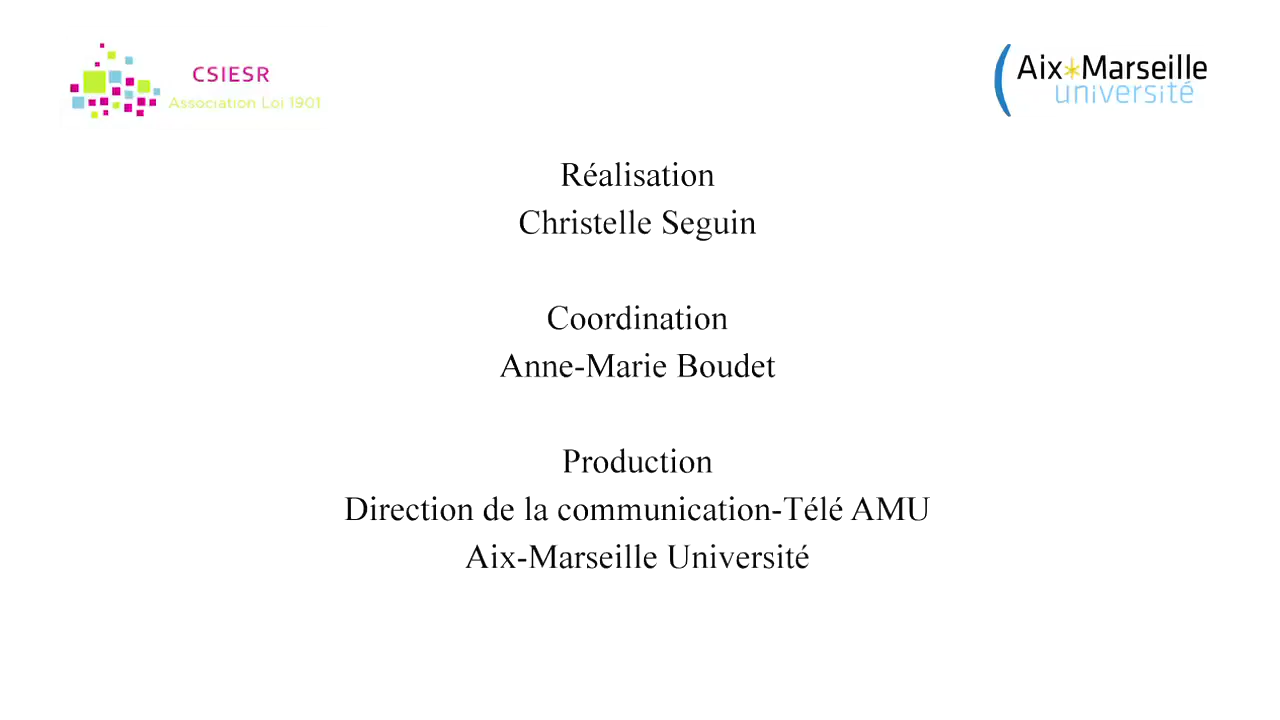 CSIESR
Association Loi 1901
Aix*Marseille
université
Réalisation
Christelle Seguin
Coordination
Anne-Marie Boudet
Production
Direction de la communication-Télé AMU
Aix-Marseille Université